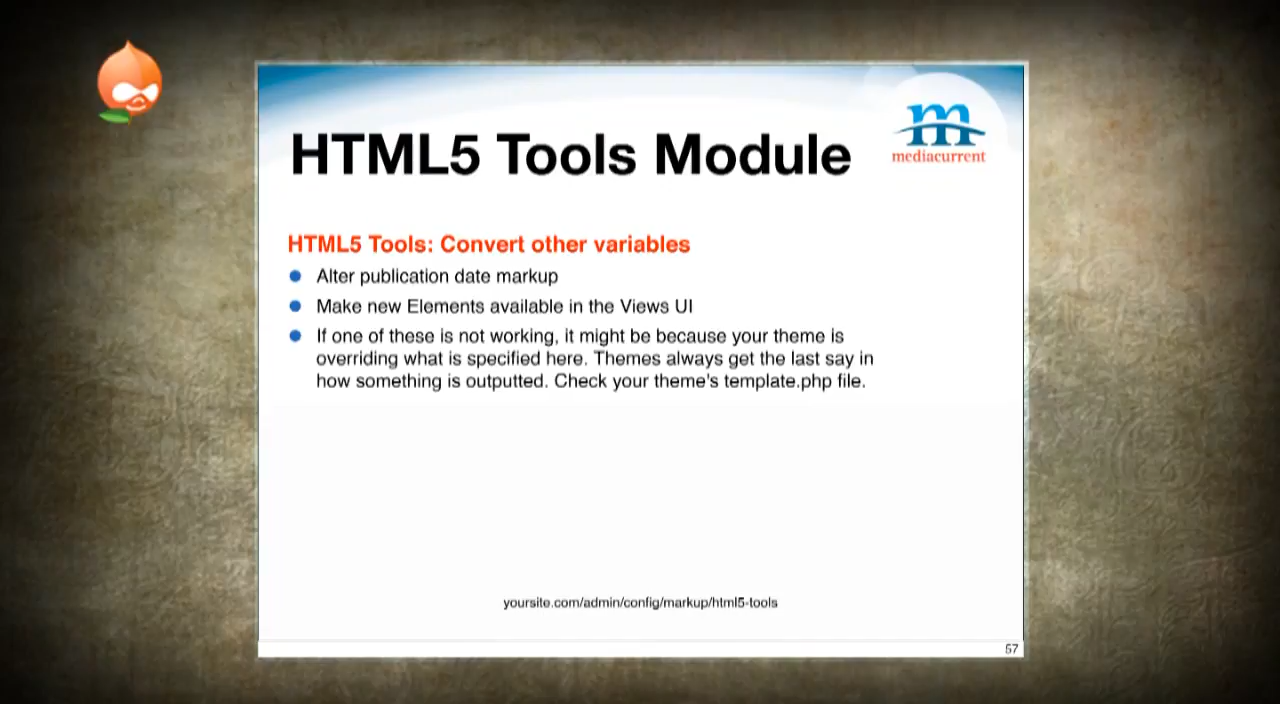 HTML5 Tools Module
mediacurrent
HTML5 Tools: Convert other variables
Alter publication date markup
Make new Elements available in the Views UI
If one of these is not working, it might be because your theme is
overriding what is specified here. Themes always get the last say in
how something is outputted. Check your theme's template.php file.
yoursite.com/admin/config/markup/html5-tools
57